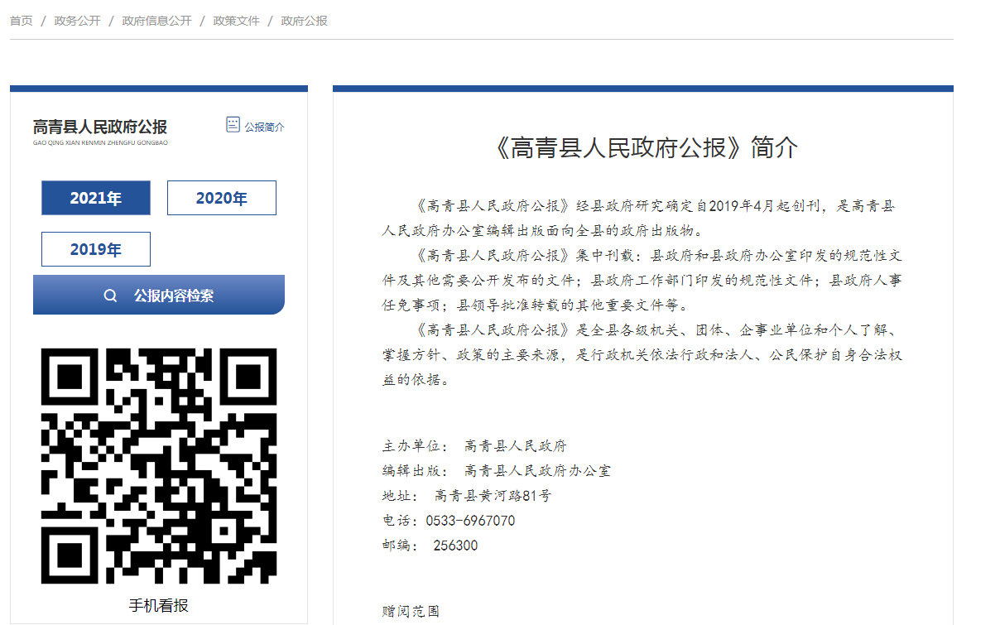 首页 / 政务公开 / 政府信息公开 / 政策文件 / 政府公报
高青县人民政府公报
GAO QING XIAN RENMIN ZHENGFU GONGBAO
公报简介
2021年
2020年
2019年
公报内容检索
手机看报
《高青县人民政府公报》简介
《高青县人民政府公报》经县政府研究确定自2019年4月起创刊，是高青县
人民政府办公室编辑出版面向全县的政府出版物。
《高青县人民政府公报》集中刊载：县政府和县政府办公室印发的规范性文
件及其他需要公开发布的文件；县政府工作部门印发的规范性文件；县政府人事
任免事项；县领导批准转载的其他重要文件等。
《高青县人民政府公报》是全县各级机关、团体、企事业单位和个人了解、
掌握方针、政策的主要来源，是行政机关依法行政和法人、公民保护自身合法权
益的依据。
主办单位： 高青县人民政府
编辑出版： 高青县人民政府办公室
地址： 高青县黄河路81号
电话：0533-6967070
邮编： 256300
赠阅范围